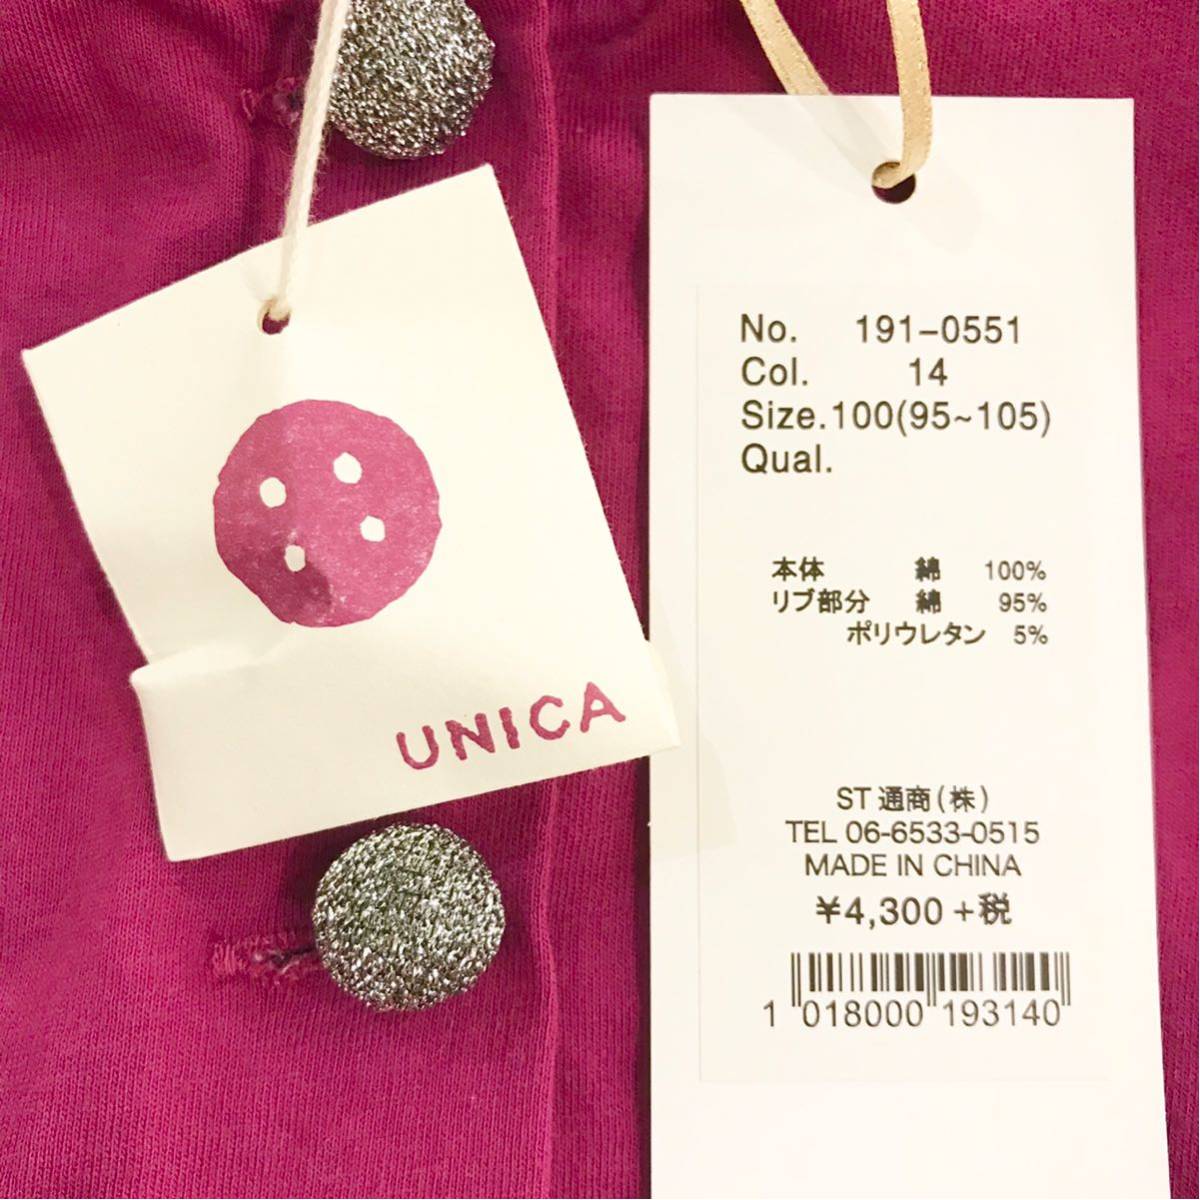 UNICA
No. 191-0551
Col. 14
Size.100(95~105)
Qual.
本体 綿 100%
リブ部分 綿 95%
ポリウレタン 5%
ST 通商(株)
TEL 06-6533-0515
MADE IN CHINA
¥4,300 +税
1 018000 193140